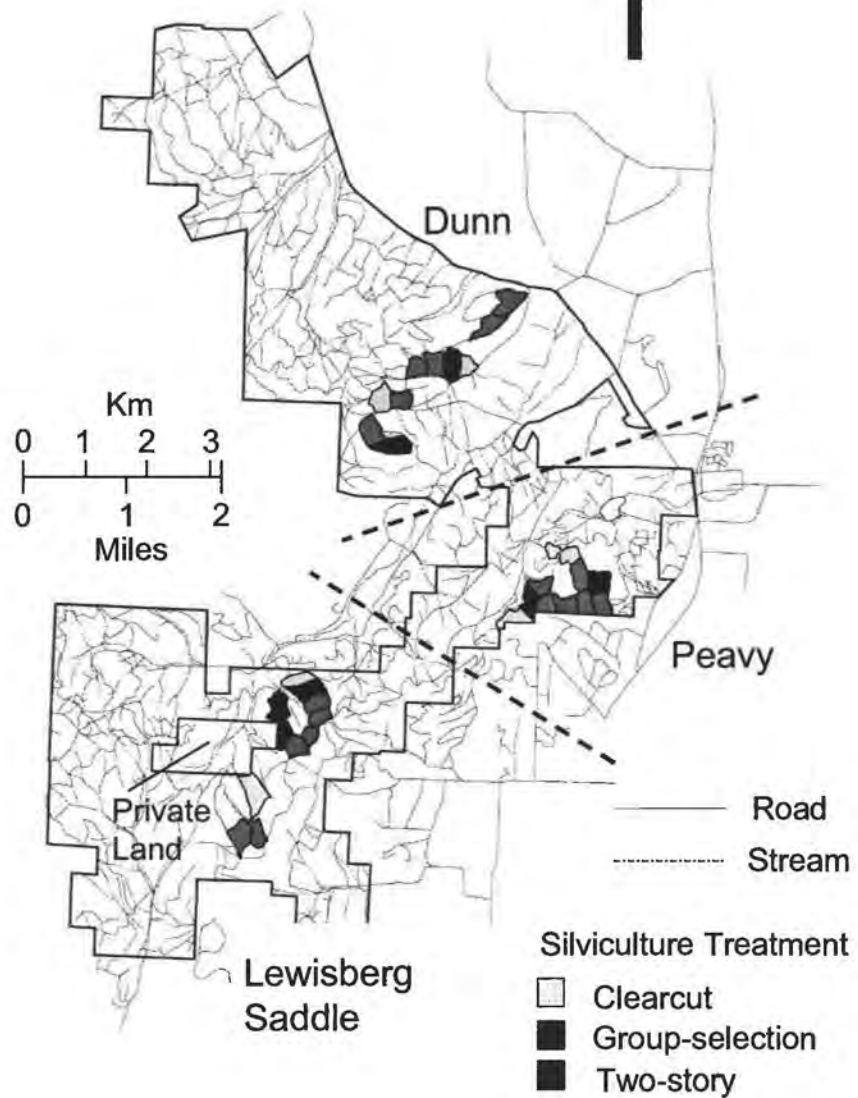 Dunn
Km
0 1 2 3
0 1 2
Miles
Peavy
Private
Land
Road
Stream
Lewisberg
Saddle
Silviculture Treatment
Clearcut
Group-selection
Two-story